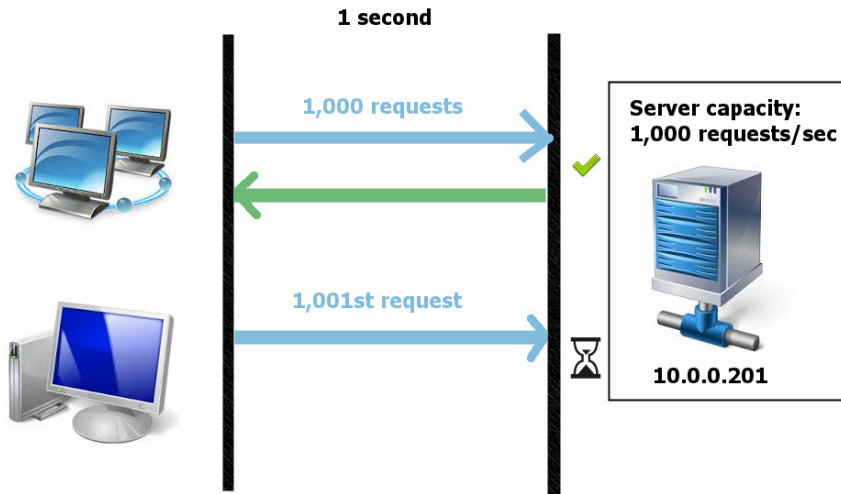 1 second
1,000 requests
Server capacity:
1,000 requests/sec
1,001st request
10.0.0.201